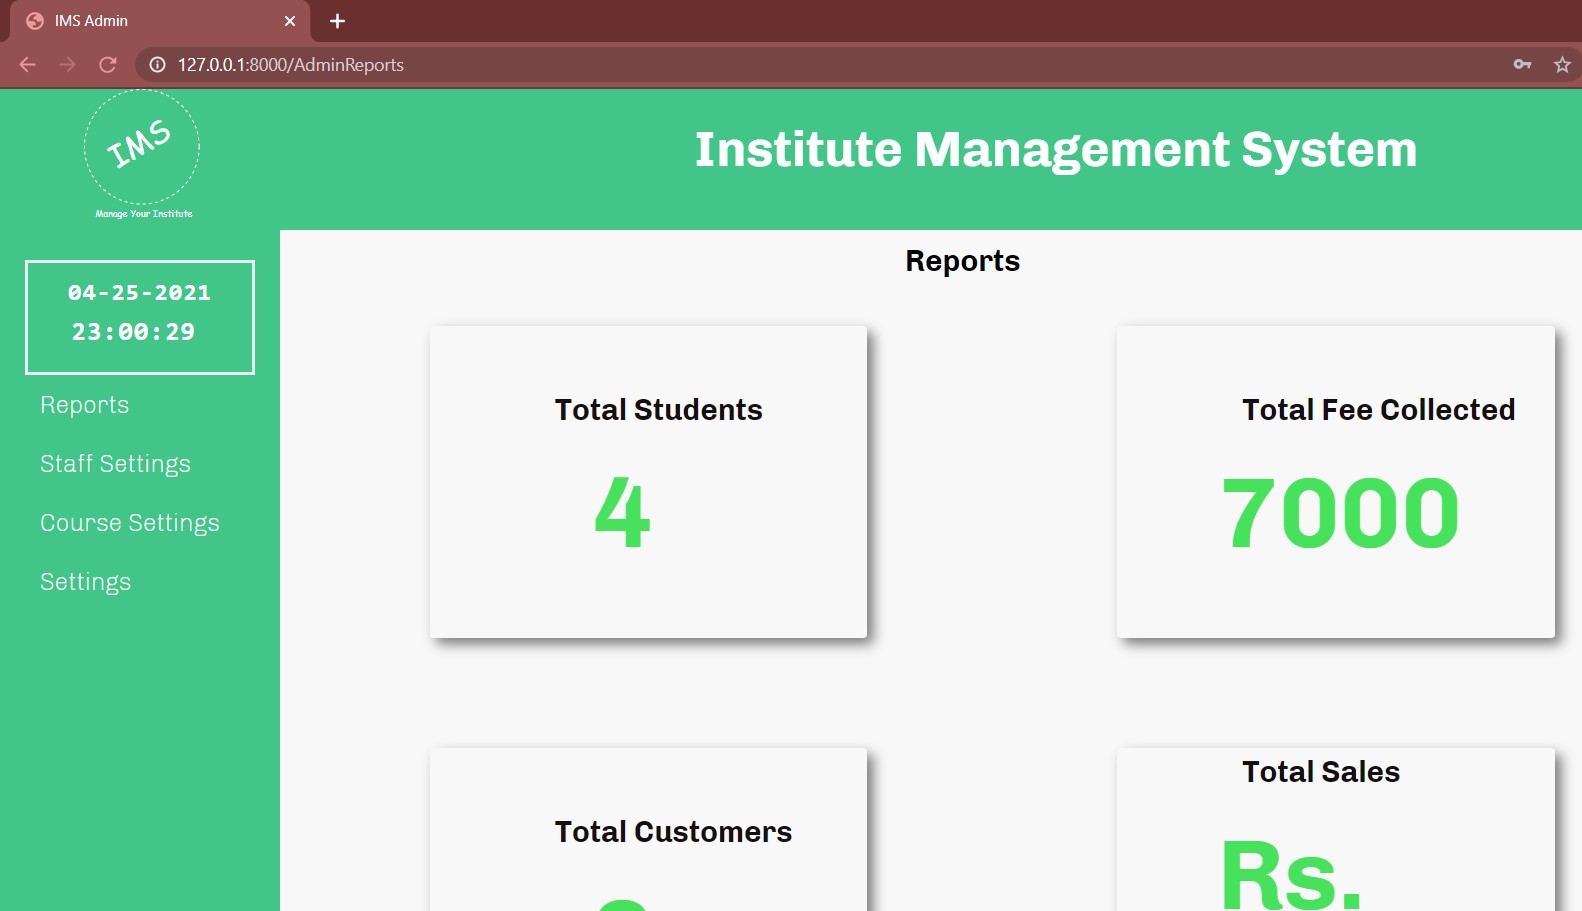 IMS Admin
127.0.0.1:8000/AdminReports
IMS
Manage Your Institute
Institute Management System
04-25-2021
23:00:29
Reports
Staff Settings
Course Settings
Settings
Reports
Total Students
4
Total Fee Collected
7000
Total Customers
Total Sales
Rs.